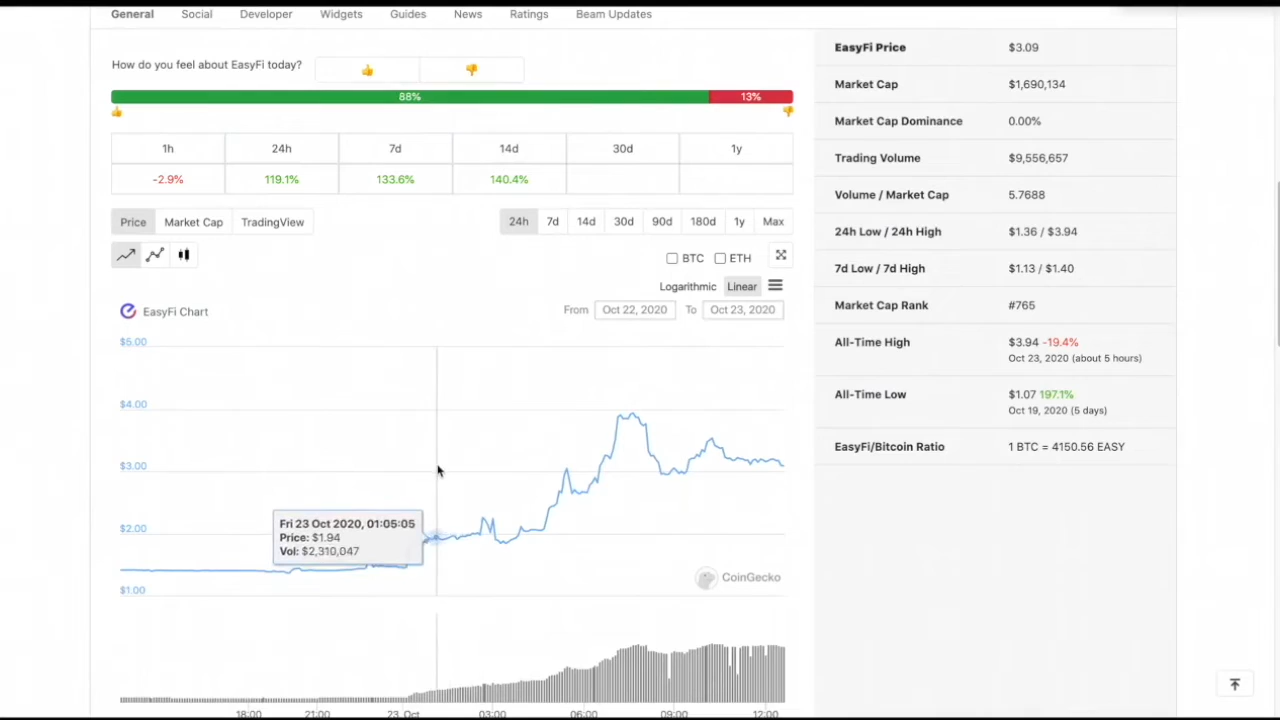 General Social Developer Widgets Guides News Ratings Beam Updates
How do you feel about EasyFi today?
88% 13%
1h 24h 7d 14d 30d 1y
-2.9% 119.1% 133.6% 140.4%
Price Market Cap TradingView
24h 7d 14d 30d 90d 180d 1y Max
BTC ETH
Logarithmic Linear
EasyFi Chart
From Oct 22, 2020 To Oct 23, 2020
$5.00
$4.00
$3.00
$2.00
$1.00
Fri 23 Oct 2020, 01:05:05
Price: $1.94
Vol: $2,310,047
CoinGecko
18:00 21:00 23. Oct 03:00 06:00 09:00 12:00
EasyFi Price $3.09
Market Cap $1,690,134
Market Cap Dominance 0.00%
Trading Volume $9,556,657
Volume / Market Cap 5.7688
24h Low / 24h High $1.36 / $3.94
7d Low / 7d High $1.13 / $1.40
Market Cap Rank #765
All-Time High $3.94 -19.4%
Oct 23, 2020 (about 5 hours)
All-Time Low $1.07 197.1%
Oct 19, 2020 (5 days)
EasyFi/Bitcoin Ratio 1 BTC = 4150.56 EASY